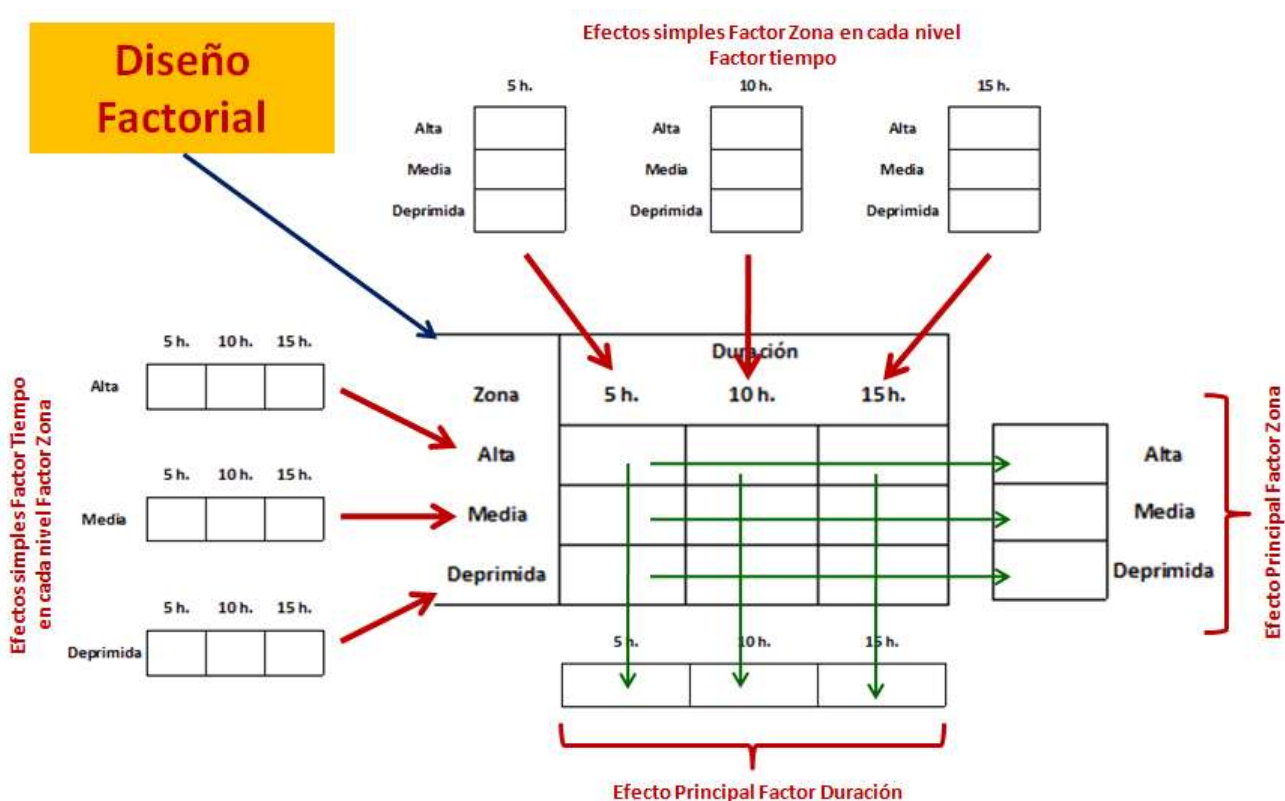 Diseño
Factorial
Efectos simples Factor Zona en cada nivel
Factor tiempo
5 h.
10 h.
15 h.
Alta
Media
Deprimida
Alta
Media
Deprimida
Alta
Media
Deprimida
Efectos simples Factor Tiempo
en cada nivel Factor Zona
5 h. 10 h. 15 h.
Alta
5 h. 10 h. 15 h.
Media
5 h. 10 h. 15 h.
Deprimida
Duración
Zona 5 h. 10 h. 15 h.
Alta
Media
Deprimida
Alta
Media
Deprimida
Efecto Principal Factor Zona
5 h. 10 h. 15 h.
Efecto Principal Factor Duración